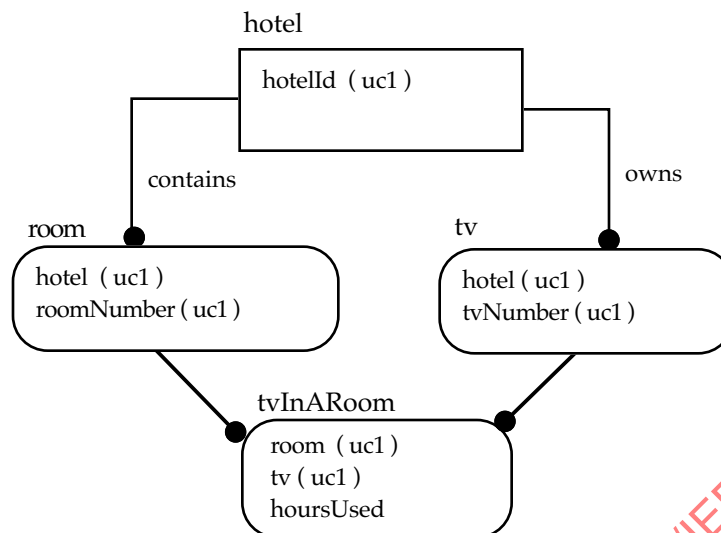 hotel
hotelId ( uc1 )
contains
owns
room
hotel ( uc1 )
roomNumber ( uc1 )
tv
hotel ( uc1 )
tvNumber ( uc1 )
tvInARoom
room ( uc1 )
tv ( uc1 )
hoursUsed